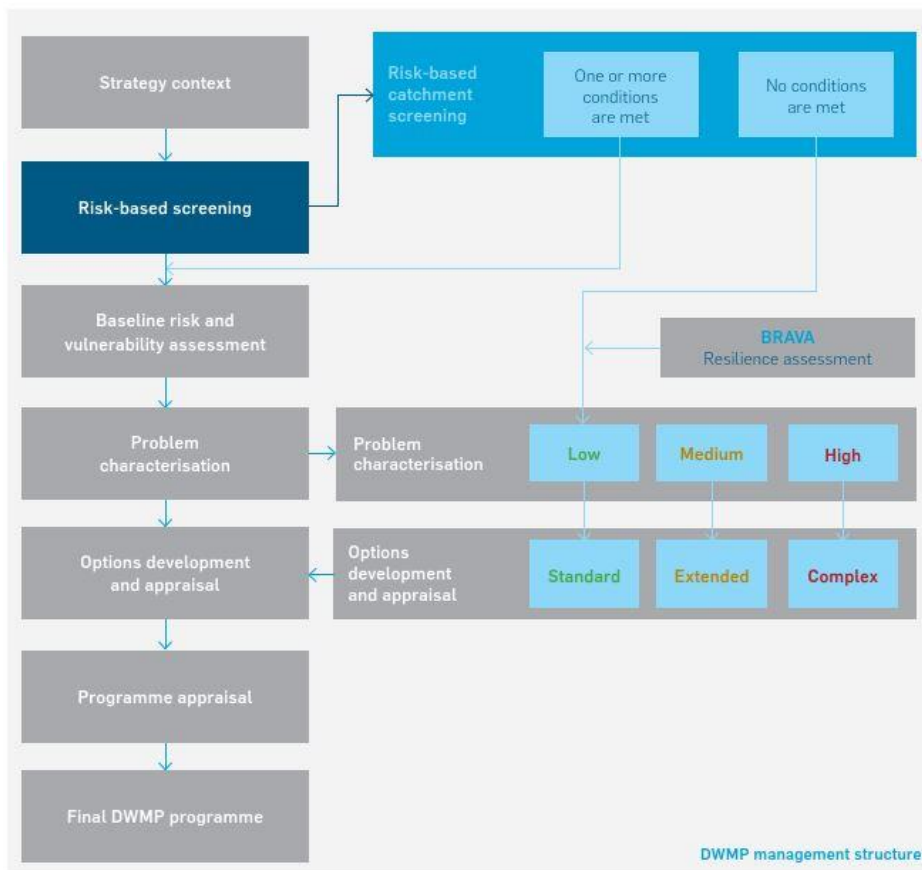 Strategy context
Risk-based
catchment
screening
One or more
conditions
are met
No conditions
are met
Risk-based screening
Baseline risk and
vulnerability assessment
BRAVA
Resilience assessment
Problem
characterisation
Problem
characterisation
Low
Medium
High
Options development
and appraisal
Options
development
and appraisal
Standard
Extended
Complex
Programme appraisal
Final DWMP programme
DWMP management structure